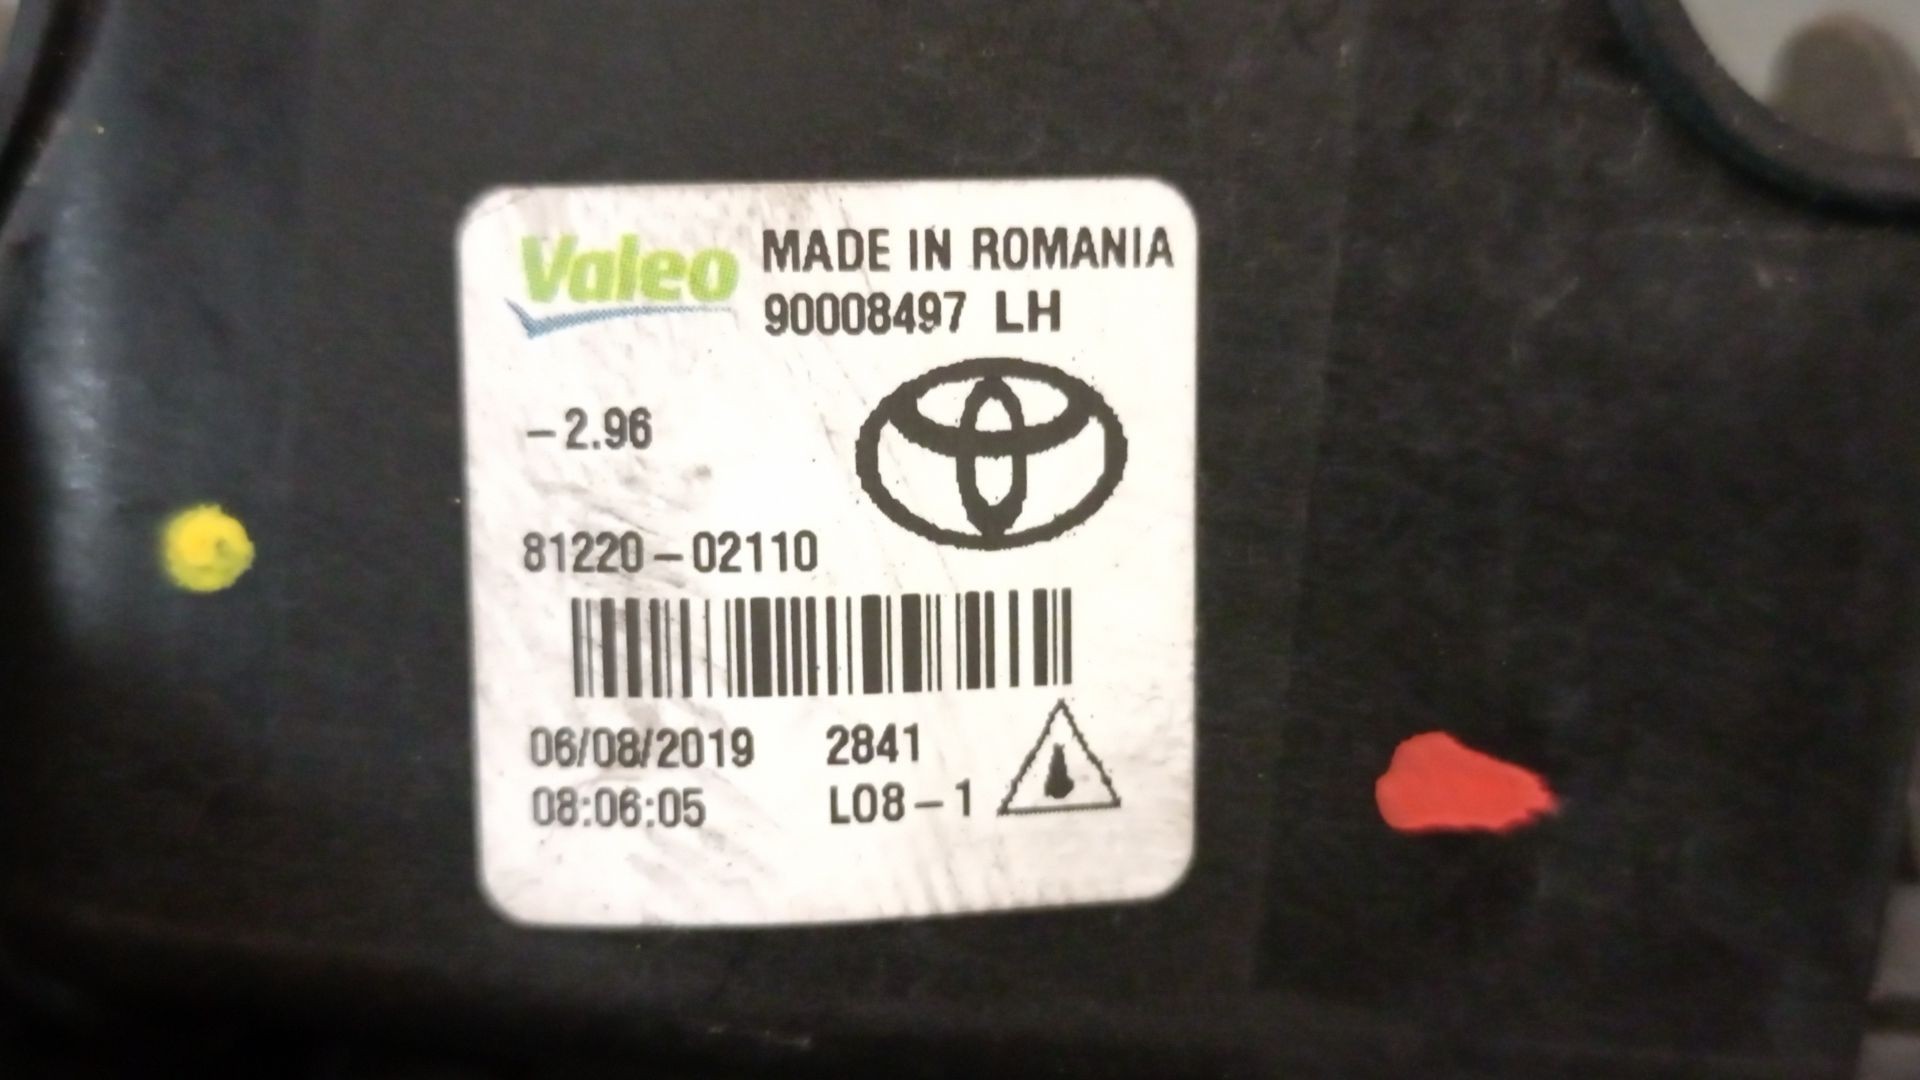 Valeo MADE IN ROMANIA
90008497 LH
-2.96
81220-02110
06/08/2019 2841
08:06:05 L08-1